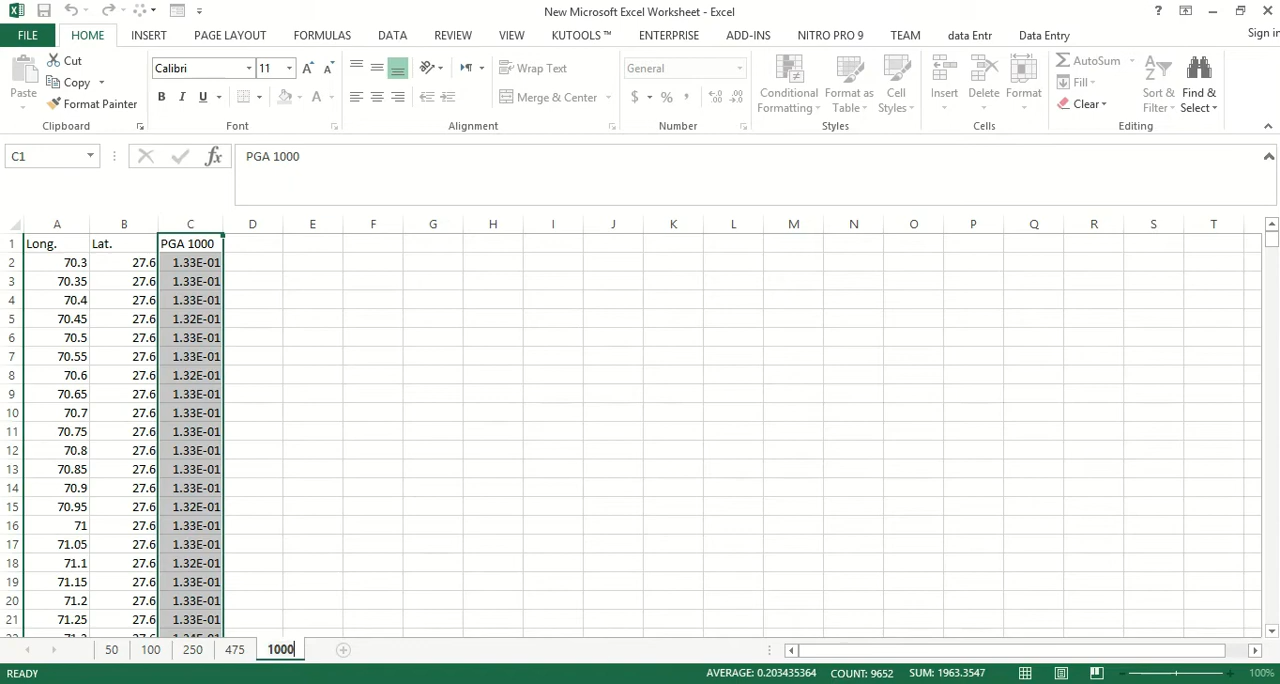 New Microsoft Excel Worksheet - Excel
?
FILE HOME INSERT PAGE LAYOUT FORMULAS DATA REVIEW VIEW KUTOOLS ™ ENTERPRISE ADD-INS NITRO PRO 9 TEAM data Entr Data Entry Sign in
Paste
Cut
Copy
Format Painter
Clipboard
Calibri 11
B I U A
Font
Wrap Text
Merge & Center
Alignment
General
$ % ,
Number
Conditional Formatting
Format as Table
Cell Styles
Styles
Insert Delete Format
Cells
AutoSum
Fill
Clear
Sort & Filter
Find & Select
Editing
C1 fx PGA 1000
A B C D E F G H I J K L M N O P Q R S T
1 Long. Lat. PGA 1000
2 70.3 27.6 1.33E-01
3 70.35 27.6 1.33E-01
4 70.4 27.6 1.33E-01
5 70.45 27.6 1.32E-01
6 70.5 27.6 1.33E-01
7 70.55 27.6 1.33E-01
8 70.6 27.6 1.32E-01
9 70.65 27.6 1.33E-01
10 70.7 27.6 1.33E-01
11 70.75 27.6 1.33E-01
12 70.8 27.6 1.33E-01
13 70.85 27.6 1.33E-01
14 70.9 27.6 1.33E-01
15 70.95 27.6 1.32E-01
16 71 27.6 1.33E-01
17 71.05 27.6 1.33E-01
18 71.1 27.6 1.32E-01
19 71.15 27.6 1.33E-01
20 71.2 27.6 1.33E-01
21 71.25 27.6 1.33E-01
22 71.3 27.6 1.34E-01
50 100 250 475 1000
READY AVERAGE: 0.203435364 COUNT: 9652 SUM: 1963.3547 100%